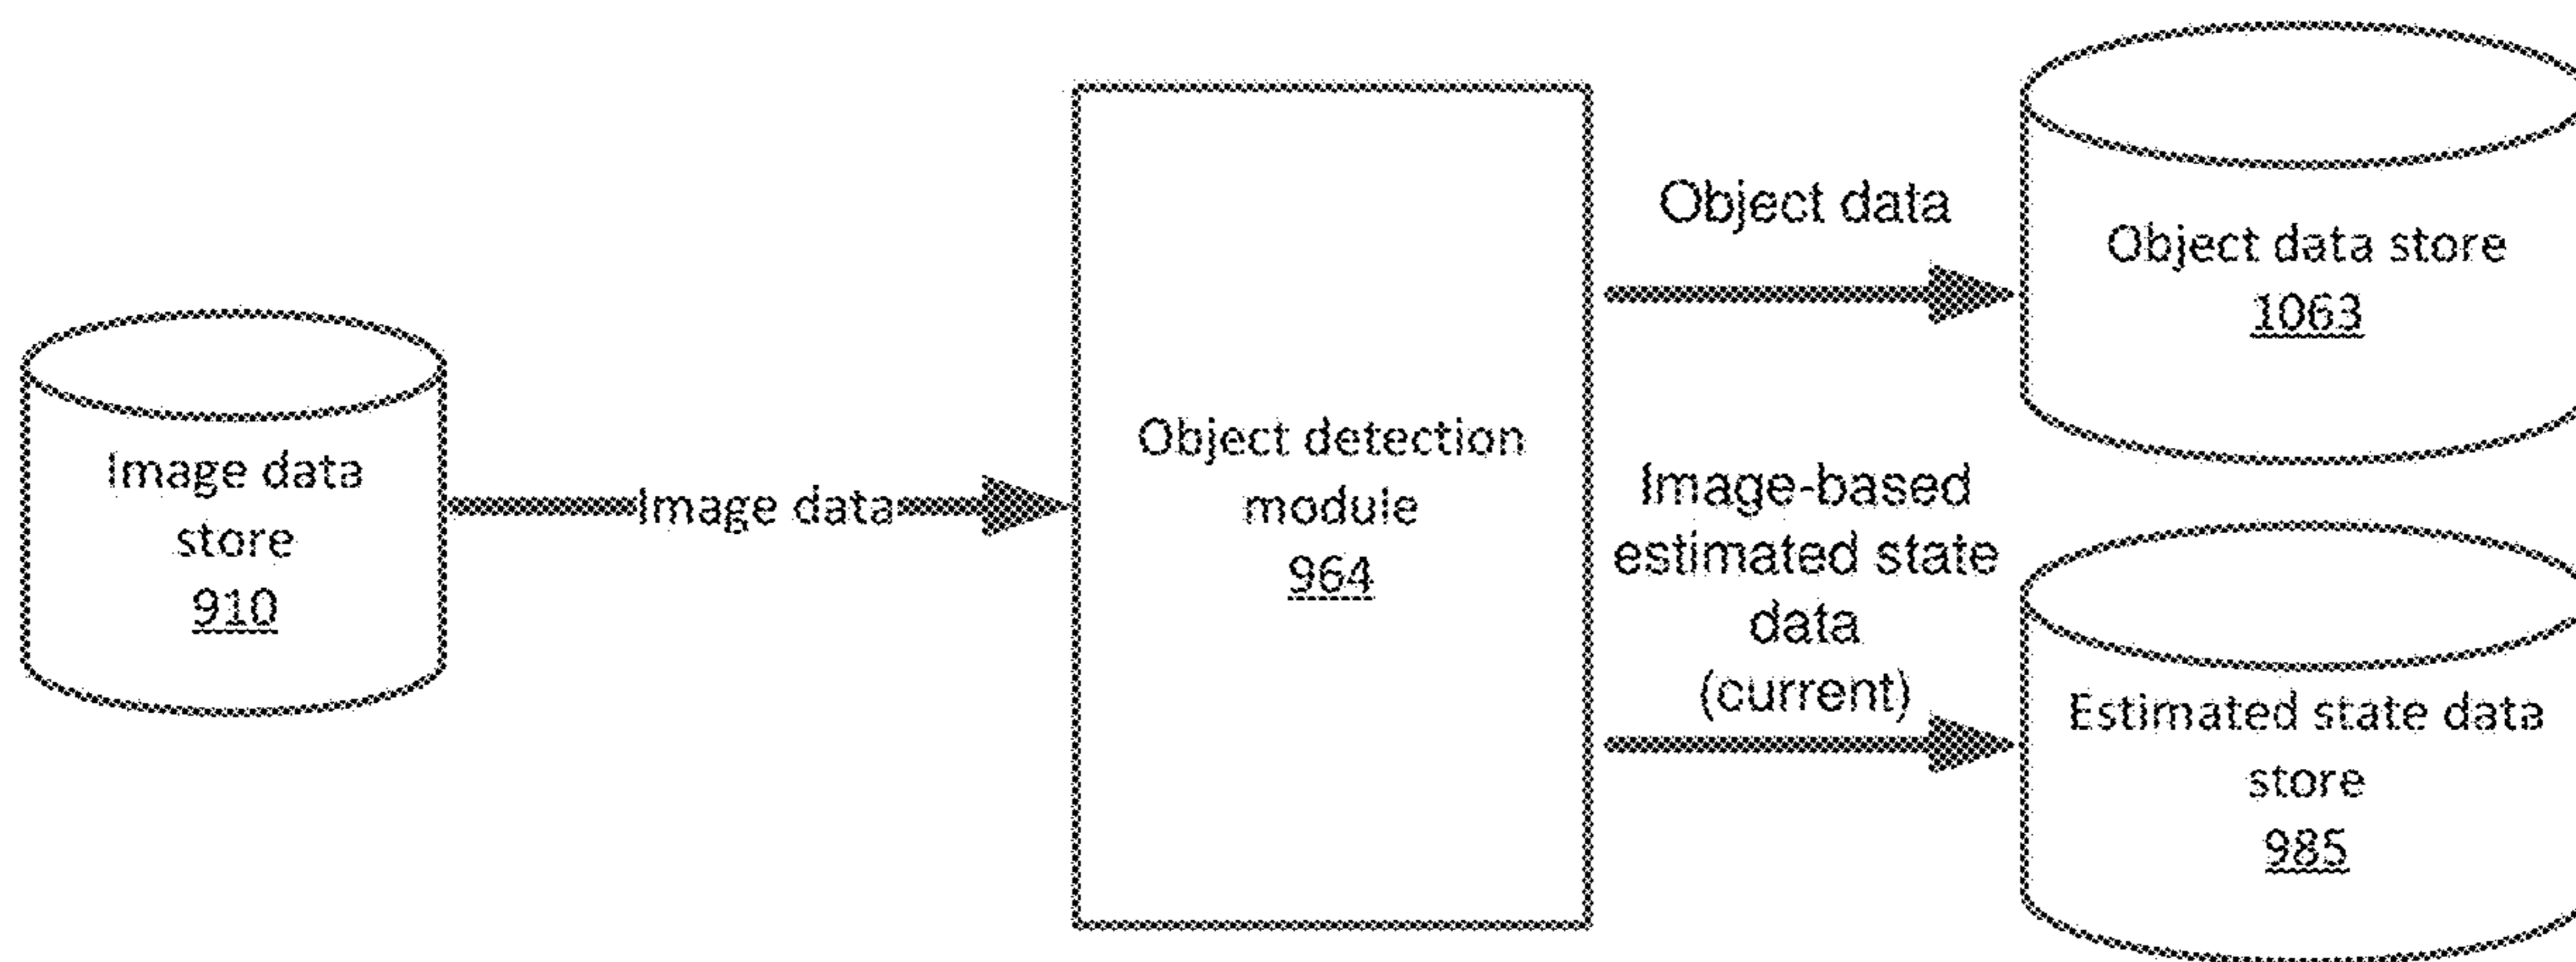 Image data
store
910
Image data
Object detection
module
964
Object data
Image-based
estimated state
data
(current)
Object data store
1063
Estimated state data
store
985